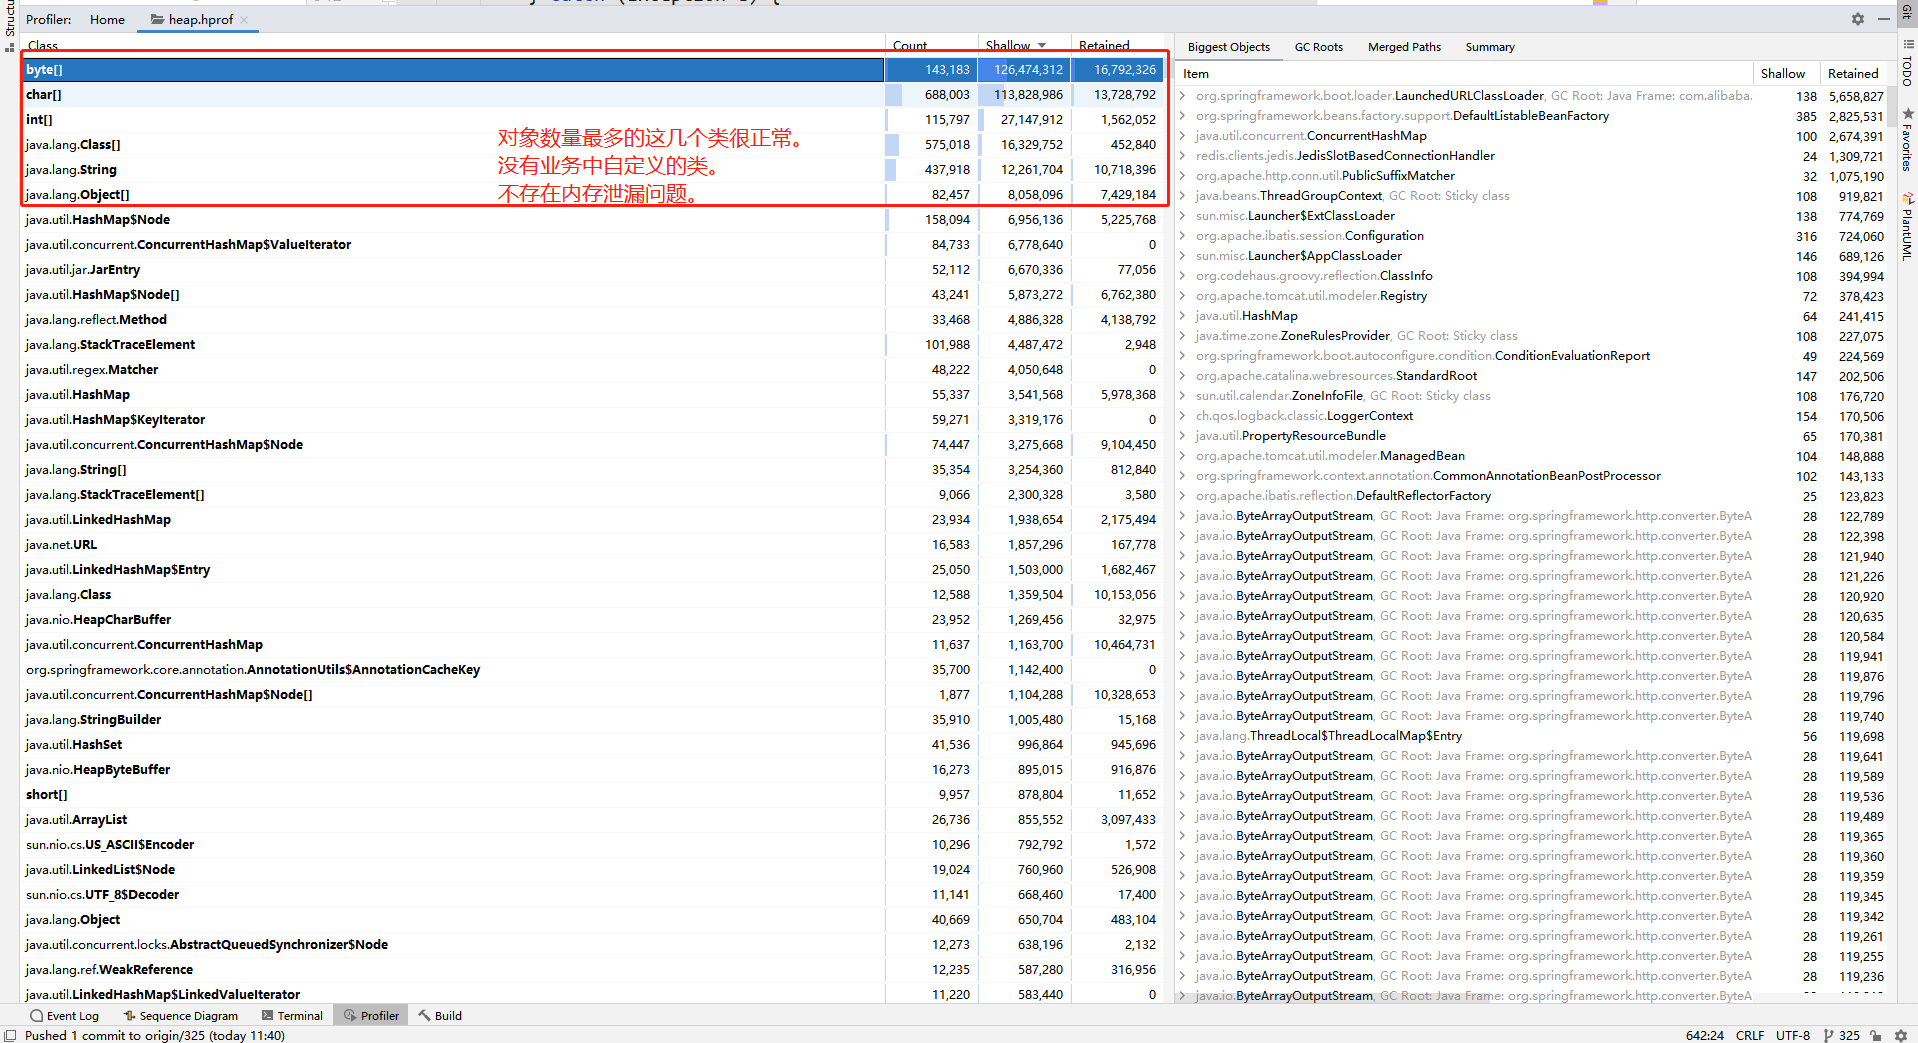 Profiler: Home heap.hprof
Class Count Shallow Retained
byte[] 143,183 126,474,312 16,792,326
char[] 688,003 113,828,986 13,728,792
int[] 115,797 27,147,912 1,562,052
java.lang.Class[] 575,018 16,329,752 452,840
java.lang.String 437,918 12,261,704 10,718,396
java.lang.Object[] 82,457 8,058,096 7,429,184
对象数量最多的这几个类很正常。
没有业务中自定义的类。
不存在内存泄漏问题。
java.util.HashMap$Node 158,094 6,956,136 5,225,768
java.util.concurrent.ConcurrentHashMap$ValueIterator 84,733 6,778,640 0
java.util.jar.JarEntry 52,112 6,670,336 77,056
java.util.HashMap$Node[] 43,241 5,873,272 6,762,380
java.lang.reflect.Method 33,468 4,886,328 4,138,792
java.lang.StackTraceElement 101,988 4,487,472 2,948
java.util.regex.Matcher 48,222 4,050,648 0
java.util.HashMap 55,337 3,541,568 5,978,368
java.util.HashMap$KeyIterator 59,271 3,319,176 0
java.util.concurrent.ConcurrentHashMap$Node 74,447 3,275,668 9,104,450
java.lang.String[] 35,354 3,254,360 812,840
java.lang.StackTraceElement[] 9,066 2,300,328 3,580
java.util.LinkedHashMap 23,934 1,938,654 2,175,494
java.net.URL 16,583 1,857,296 167,778
java.util.LinkedHashMap$Entry 25,050 1,503,000 1,682,467
java.lang.Class 12,588 1,359,504 10,153,056
java.nio.HeapCharBuffer 23,952 1,269,456 32,975
java.util.concurrent.ConcurrentHashMap 11,637 1,163,700 10,464,731
org.springframework.core.annotation.AnnotationUtils$AnnotationCacheKey 35,700 1,142,400 0
java.util.concurrent.ConcurrentHashMap$Node[] 1,877 1,104,288 10,328,653
java.lang.StringBuilder 35,910 1,005,480 15,168
java.util.HashSet 41,536 996,864 945,696
java.nio.HeapByteBuffer 16,273 895,015 916,876
short[] 9,957 878,804 11,652
java.util.ArrayList 26,736 855,552 3,097,433
sun.nio.cs.US_ASCII$Encoder 10,296 792,792 1,572
java.util.LinkedList$Node 19,024 760,960 526,908
sun.nio.cs.UTF_8$Decoder 11,141 668,460 17,400
java.lang.Object 40,669 650,704 483,104
java.util.concurrent.locks.AbstractQueuedSynchronizer$Node 12,273 638,196 2,132
java.lang.ref.WeakReference 12,235 587,280 316,956
java.util.LinkedHashMap$LinkedValueIterator 11,220 583,440 0
Biggest Objects GC Roots Merged Paths Summary
Item Shallow Retained
org.springframework.boot.loader.LaunchedURLClassLoader, GC Root: Java Frame: com.alibaba. 138 5,658,827
org.springframework.beans.factory.support.DefaultListableBeanFactory 385 2,825,531
java.util.concurrent.ConcurrentHashMap 100 2,674,391
redis.clients.jedis.JedisSlotBasedConnectionHandler 24 1,309,721
org.apache.http.conn.util.PublicSuffixMatcher 32 1,075,190
java.beans.ThreadGroupContext, GC Root: Sticky class 108 919,821
sun.misc.Launcher$ExtClassLoader 138 774,769
org.apache.ibatis.session.Configuration 316 724,060
sun.misc.Launcher$AppClassLoader 146 689,126
org.codehaus.groovy.reflection.ClassInfo 108 394,994
org.apache.tomcat.util.modeler.Registry 72 378,423
java.util.HashMap 64 241,415
java.time.zone.ZoneRulesProvider, GC Root: Sticky class 108 227,075
org.springframework.boot.autoconfigure.condition.ConditionEvaluationReport 49 224,569
org.apache.catalina.webresources.StandardRoot 147 202,506
sun.util.calendar.ZoneInfoFile, GC Root: Sticky class 108 176,720
ch.qos.logback.classic.LoggerContext 154 170,506
java.util.PropertyResourceBundle 65 170,381
org.apache.tomcat.util.modeler.ManagedBean 104 148,888
org.springframework.context.annotation.CommonAnnotationBeanPostProcessor 102 143,133
org.apache.ibatis.reflection.DefaultReflectorFactory 25 123,823
java.io.ByteArrayOutputStream, GC Root: Java Frame: org.springframework.http.converter.ByteA 28 122,789
java.io.ByteArrayOutputStream, GC Root: Java Frame: org.springframework.http.converter.ByteA 28 122,398
java.io.ByteArrayOutputStream, GC Root: Java Frame: org.springframework.http.converter.ByteA 28 121,940
java.io.ByteArrayOutputStream, GC Root: Java Frame: org.springframework.http.converter.ByteA 28 121,226
java.io.ByteArrayOutputStream, GC Root: Java Frame: org.springframework.http.converter.ByteA 28 120,920
java.io.ByteArrayOutputStream, GC Root: Java Frame: org.springframework.http.converter.ByteA 28 120,635
java.io.ByteArrayOutputStream, GC Root: Java Frame: org.springframework.http.converter.ByteA 28 120,584
java.io.ByteArrayOutputStream, GC Root: Java Frame: org.springframework.http.converter.ByteA 28 119,941
java.io.ByteArrayOutputStream, GC Root: Java Frame: org.springframework.http.converter.ByteA 28 119,876
java.io.ByteArrayOutputStream, GC Root: Java Frame: org.springframework.http.converter.ByteA 28 119,796
java.io.ByteArrayOutputStream, GC Root: Java Frame: org.springframework.http.converter.ByteA 28 119,740
java.lang.ThreadLocal$ThreadLocalMap$Entry 56 119,698
java.io.ByteArrayOutputStream, GC Root: Java Frame: org.springframework.http.converter.ByteA 28 119,641
java.io.ByteArrayOutputStream, GC Root: Java Frame: org.springframework.http.converter.ByteA 28 119,589
java.io.ByteArrayOutputStream, GC Root: Java Frame: org.springframework.http.converter.ByteA 28 119,536
java.io.ByteArrayOutputStream, GC Root: Java Frame: org.springframework.http.converter.ByteA 28 119,489
java.io.ByteArrayOutputStream, GC Root: Java Frame: org.springframework.http.converter.ByteA 28 119,365
java.io.ByteArrayOutputStream, GC Root: Java Frame: org.springframework.http.converter.ByteA 28 119,360
java.io.ByteArrayOutputStream, GC Root: Java Frame: org.springframework.http.converter.ByteA 28 119,359
java.io.ByteArrayOutputStream, GC Root: Java Frame: org.springframework.http.converter.ByteA 28 119,345
java.io.ByteArrayOutputStream, GC Root: Java Frame: org.springframework.http.converter.ByteA 28 119,342
java.io.ByteArrayOutputStream, GC Root: Java Frame: org.springframework.http.converter.ByteA 28 119,261
java.io.ByteArrayOutputStream, GC Root: Java Frame: org.springframework.http.converter.ByteA 28 119,255
java.io.ByteArrayOutputStream, GC Root: Java Frame: org.springframework.http.converter.ByteA 28 119,236
java.io.ByteArrayOutputStream, GC Root: Java Frame: org.springframework.http.converter.ByteA
Git
TODO
Favorites
PlantUML
Event Log Sequence Diagram Terminal Profiler Build
Pushed 1 commit to origin/325 (today 11:40) 642:24 CRLF UTF-8 325